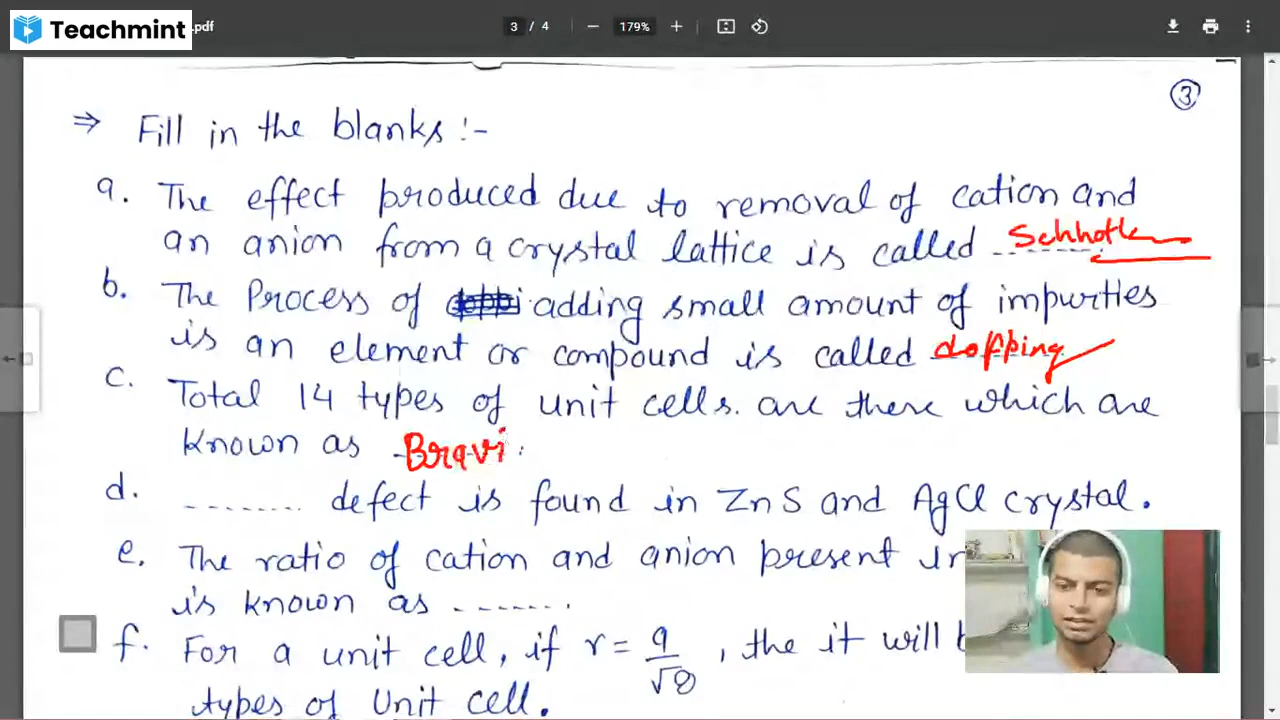 Teachmint
.pdf
3 / 4
179%
3
⇒ Fill in the blanks :-
a. The effect produced due to removal of cation and
an anion from a crystal lattice is called Schhotk
b. The Process of adding small amount of impurties
is an element or compound is called dopping
c. Total 14 types of unit cells. are there which are
known as Bravi
d. ........ defect is found in ZnS and AgCl crystal.
e. The ratio of cation and anion present in
is known as ........
f. For a unit cell, if r = a/√8, the it will b
types of Unit cell.